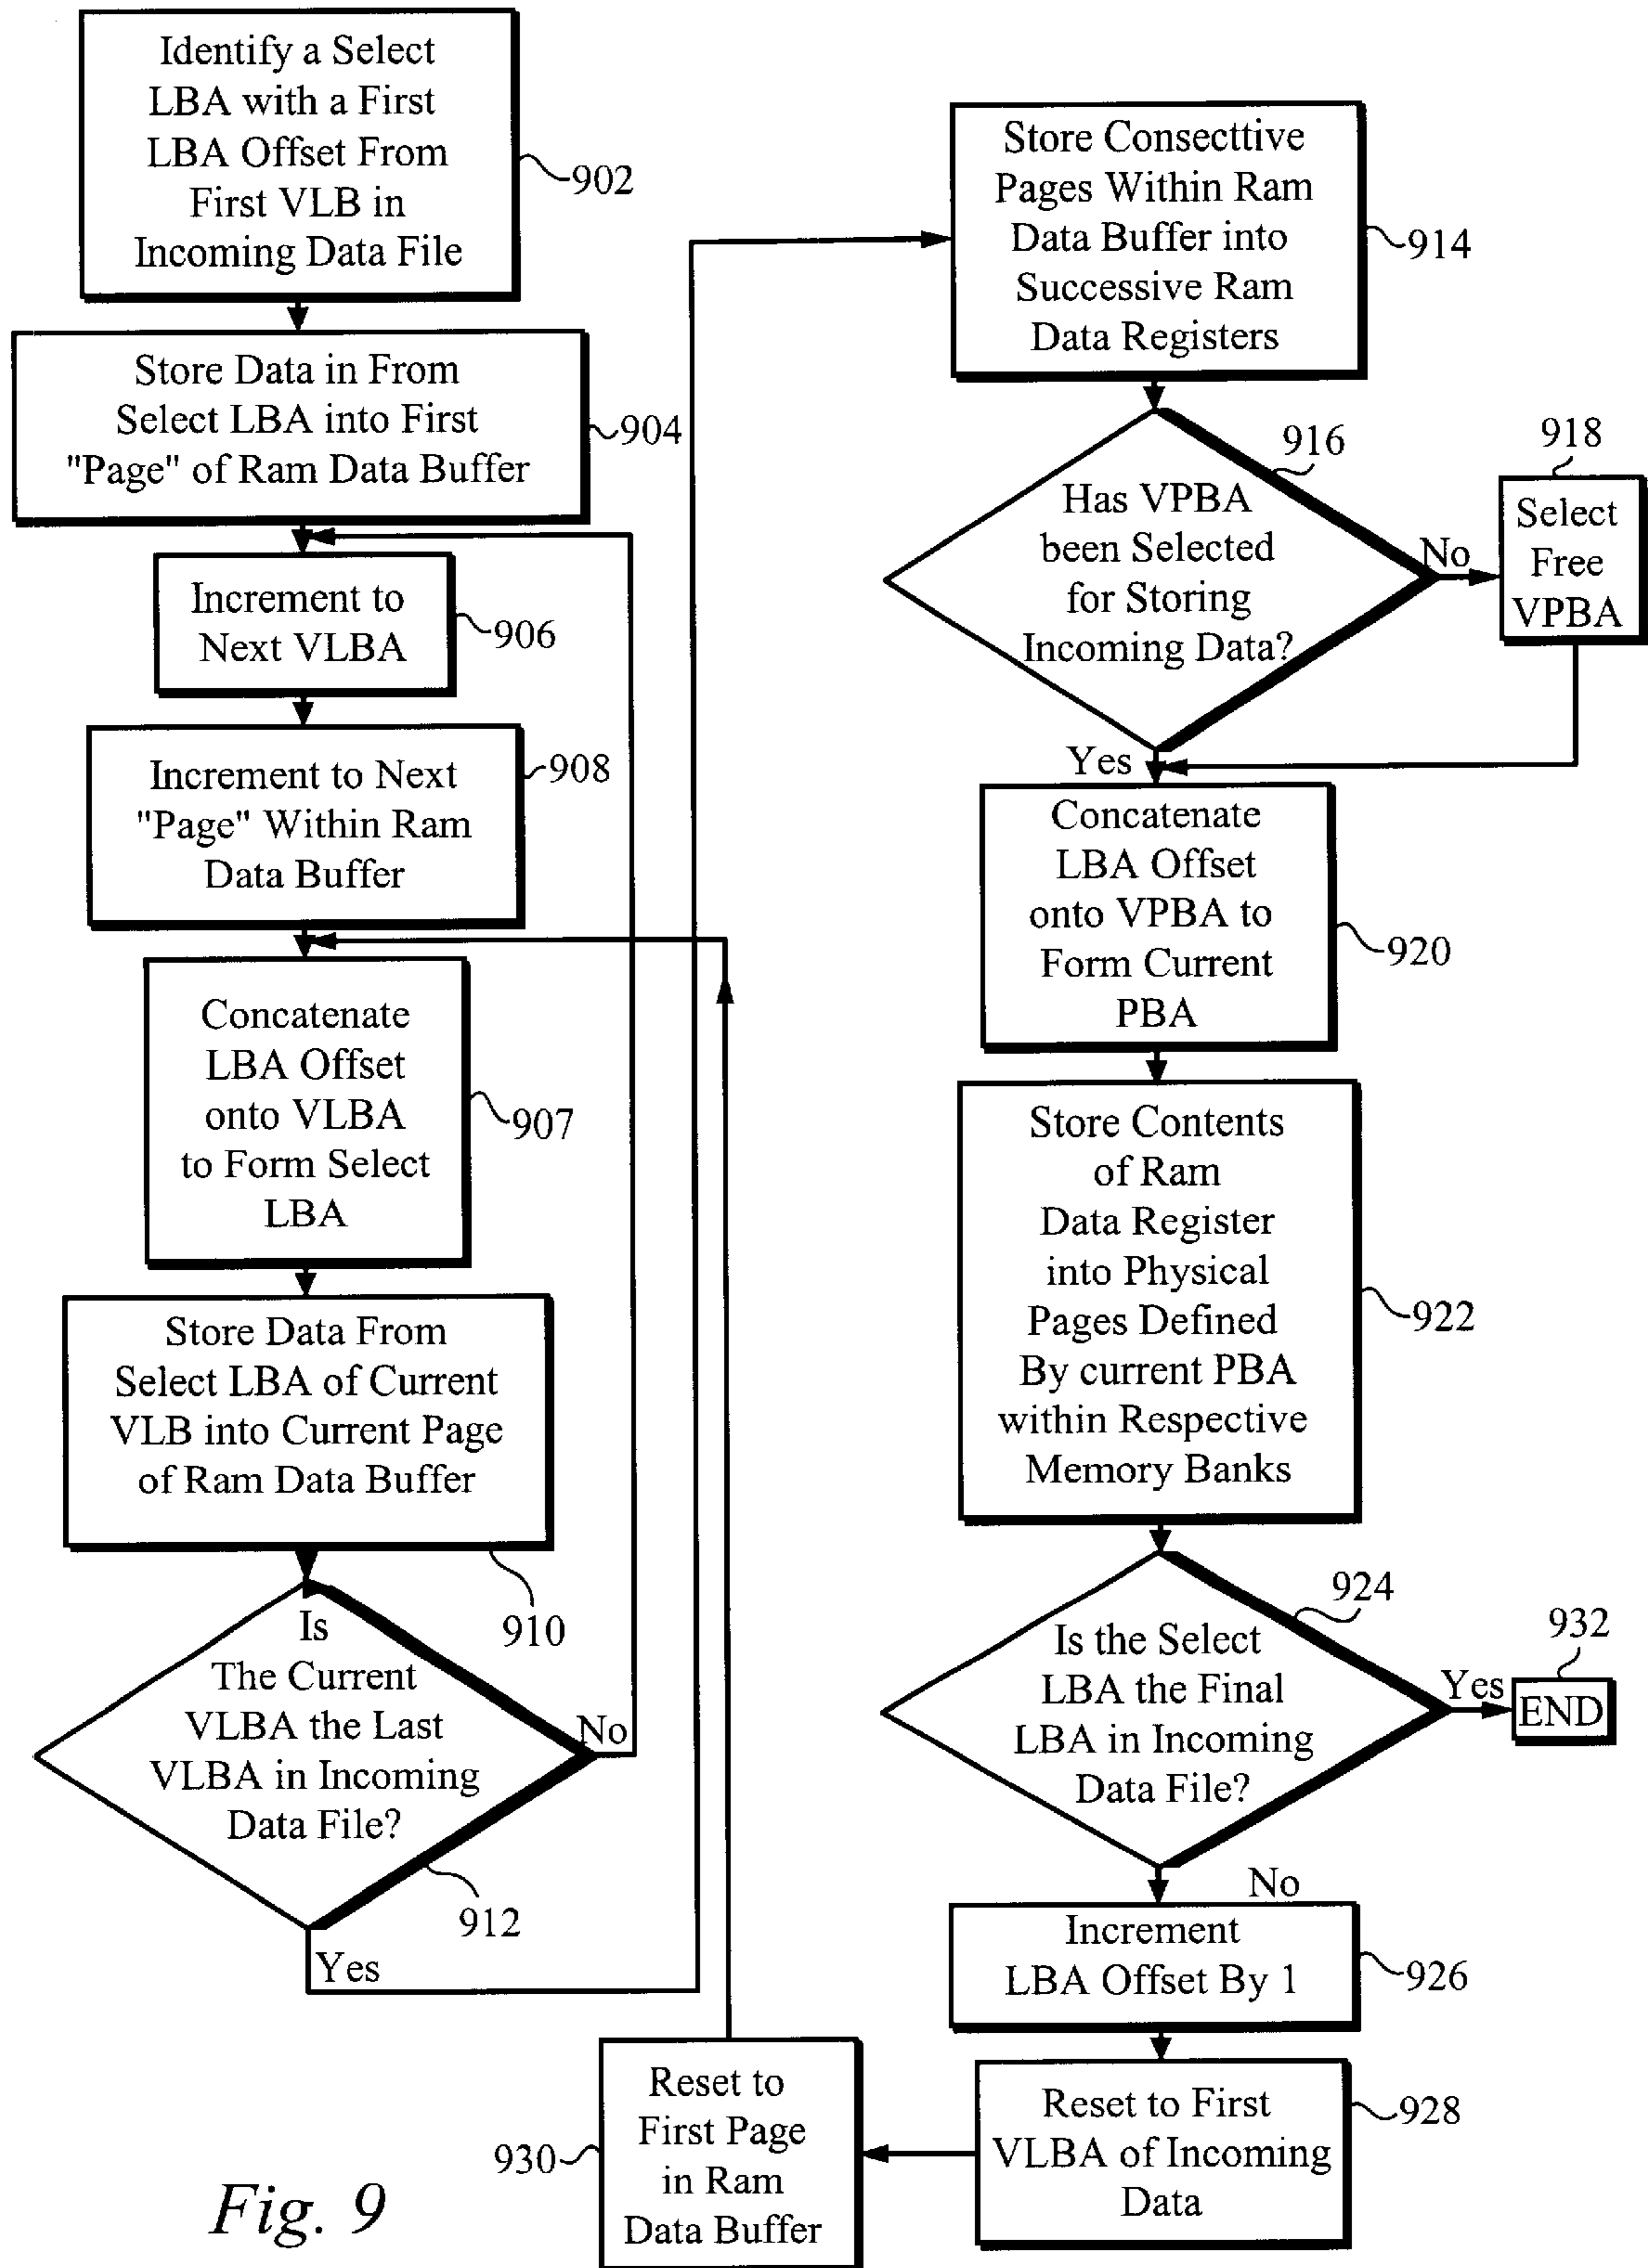 Identify a Select
LBA with a First
LBA Offset From
First VLB in
Incoming Data File
902
Store Data in From
Select LBA into First
"Page" of Ram Data Buffer
904
Increment to
Next VLBA
906
Increment to Next
"Page" Within Ram
Data Buffer
908
Concatenate
LBA Offset
onto VLBA
to Form Select
LBA
907
Store Data From
Select LBA of Current
VLB into Current Page
of Ram Data Buffer
910
Is
The Current
VLBA the Last
VLBA in Incoming
Data File?
No
912
Yes
Store Consecttive
Pages Within Ram
Data Buffer into
Successive Ram
Data Registers
914
916
Has VPBA
been Selected
for Storing
Incoming Data?
No
918
Select
Free
VPBA
Yes
Concatenate
LBA Offset
onto VPBA to
Form Current
PBA
920
Store Contents
of Ram
Data Register
into Physical
Pages Defined
By current PBA
within Respective
Memory Banks
922
924
Is the Select
LBA the Final
LBA in Incoming
Data File?
Yes
932
END
No
Increment
LBA Offset By 1
926
Reset to First
VLBA of Incoming
Data
928
Reset to
First Page
in Ram
Data Buffer
930
Fig. 9